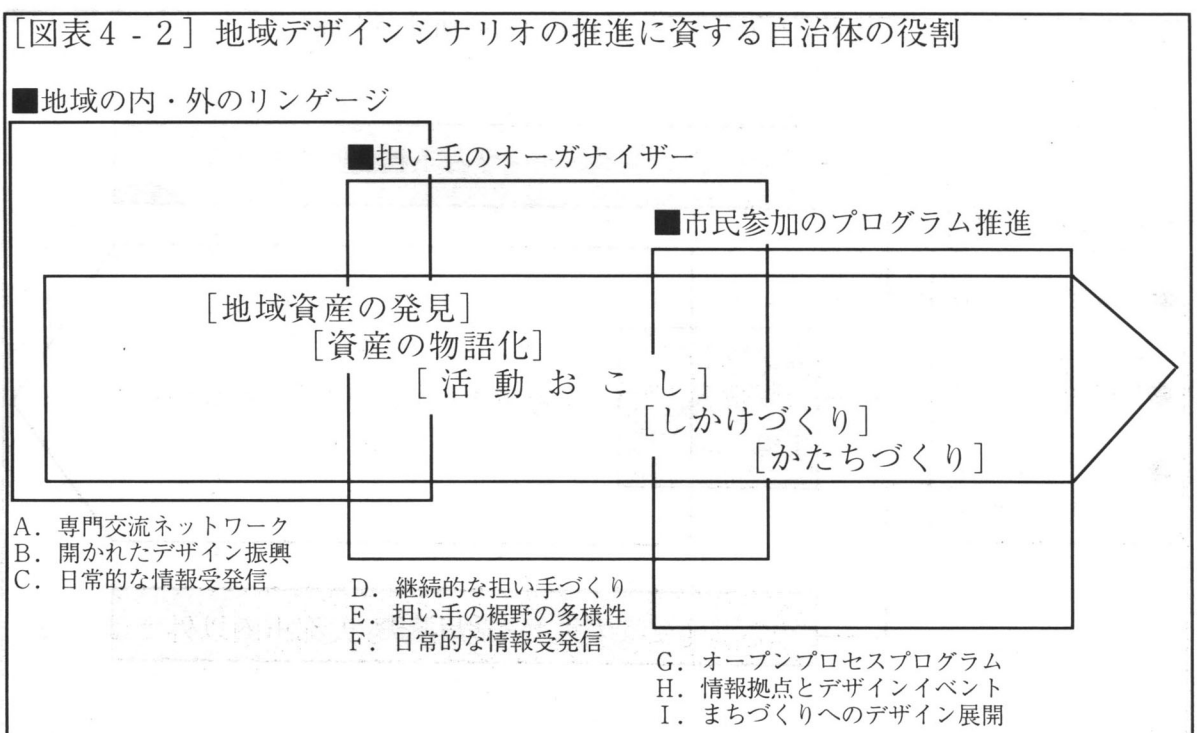 [図表4-2] 地域デザインシナリオの推進に資する自治体の役割
■地域の内・外のリンゲージ
■担い手のオーガナイザー
■市民参加のプログラム推進
[地域資産の発見]
[資産の物語化]
[活動おこし]
[しかけづくり]
[かたちづくり]
A. 専門交流ネットワーク
B. 開かれたデザイン振興
C. 日常的な情報受発信
D. 継続的な担い手づくり
E. 担い手の裾野の多様性
F. 日常的な情報受発信
G. オープンプロセスプログラム
H. 情報拠点とデザインイベント
I. まちづくりへのデザイン展開